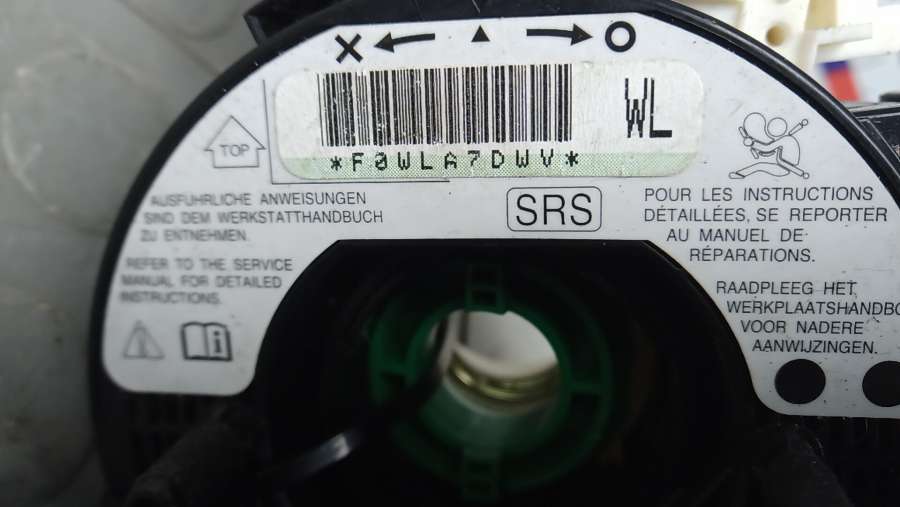 WL
*F0WLA7DWV*
TOP
AUSFÜHRLICHE ANWEISUNGEN
SIND DEM WERKSTATTHANDBUCH
ZU ENTNEHMEN.
REFER TO THE SERVICE
MANUAL FOR DETAILED
INSTRUCTIONS.
SRS
POUR LES INSTRUCTIONS
DÉTAILLÉES, SE REPORTER
AU MANUEL DE
RÉPARATIONS.
RAADPLEEG HET
WERKPLAATSHANDBO
VOOR NADERE
AANWIJZINGEN.